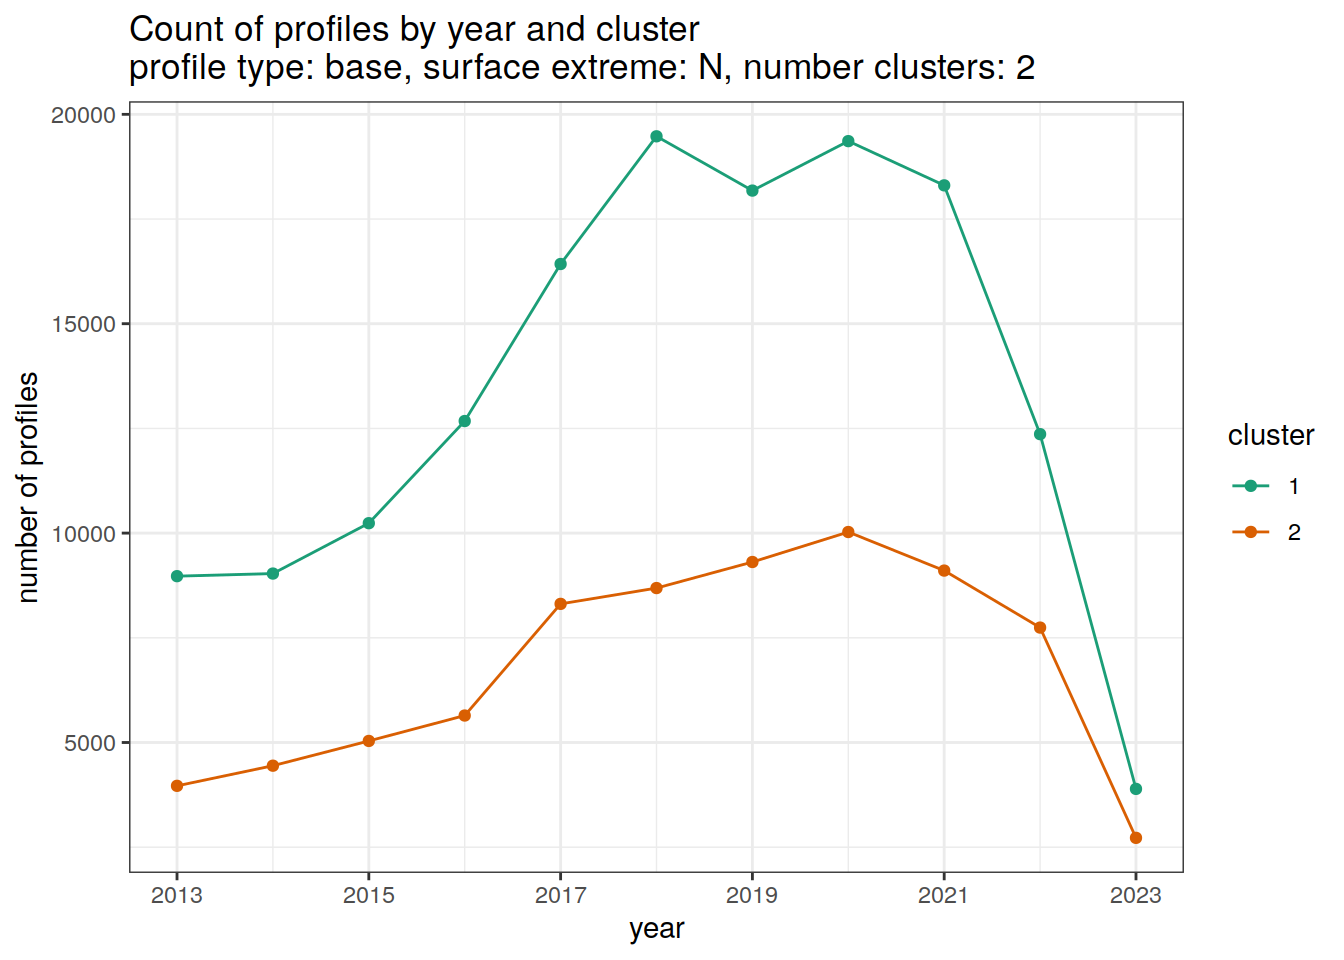 Count of profiles by year and cluster
profile type: base, surface extreme: N, number clusters: 2
20000
15000
10000
5000
number of profiles
2013 2015 2017 2019 2021 2023
year
cluster
1
2